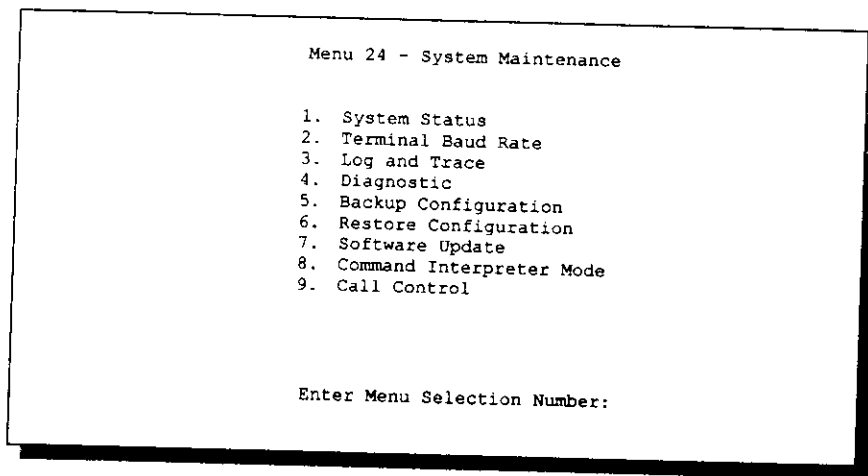 Menu 24 - System Maintenance
1. System Status
2. Terminal Baud Rate
3. Log and Trace
4. Diagnostic
5. Backup Configuration
6. Restore Configuration
7. Software Update
8. Command Interpreter Mode
9. Call Control
Enter Menu Selection Number: